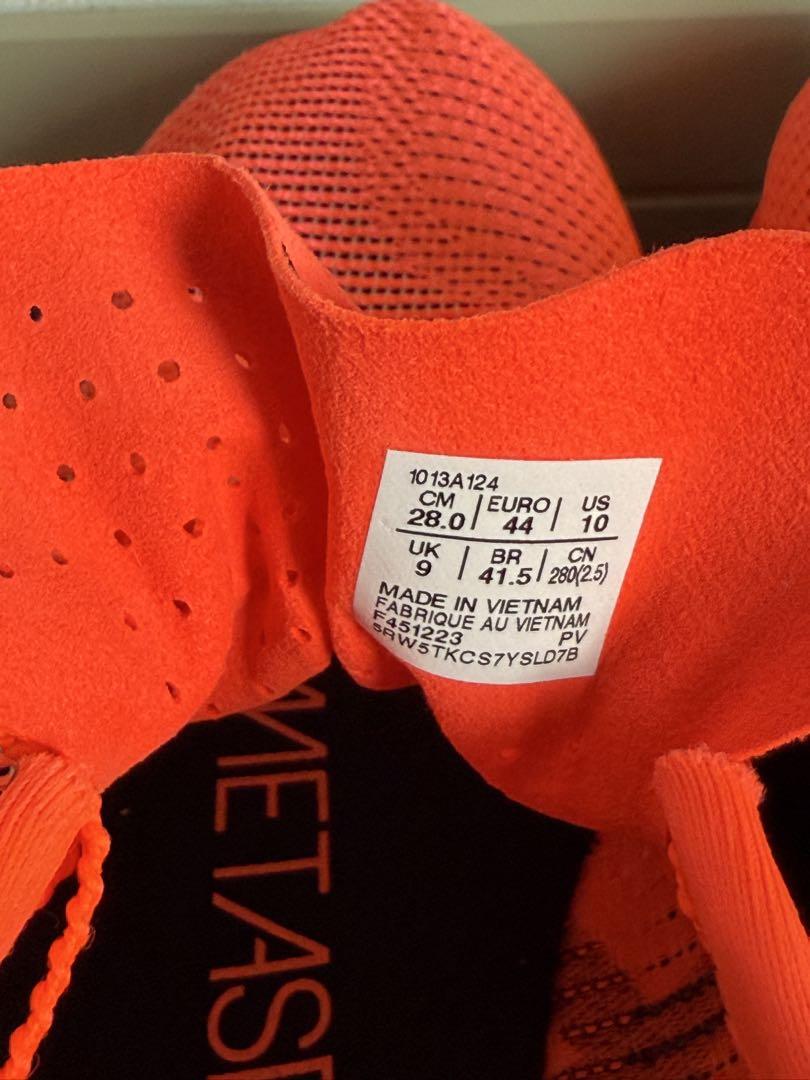 1013A124
CM | EURO | US
28.0 | 44 | 10
UK | BR | CN
9 | 41.5 | 280(2.5)
MADE IN VIETNAM
FABRIQUE AU VIETNAM
F451223 PV
5RW5TKCS7YSLD7B
METASP